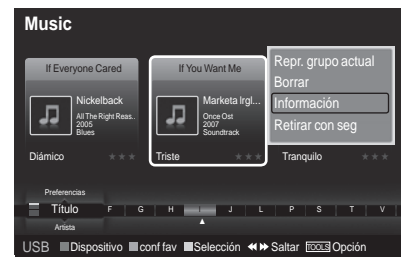 Music
If Everyone Cared
Nickelback
All The Right Reas..
2005
Blues
Diámico
If You Want Me
Marketa Irgl...
Once Ost
2007
Soundtrack
Triste
Repr. grupo actual
Borrar
Información
Retirar con seg
Tranquilo
Preferencias
Título F G H I J L P S T V
Artista
USB Dispositivo conf fav Selección Saltar TOOLS Opción